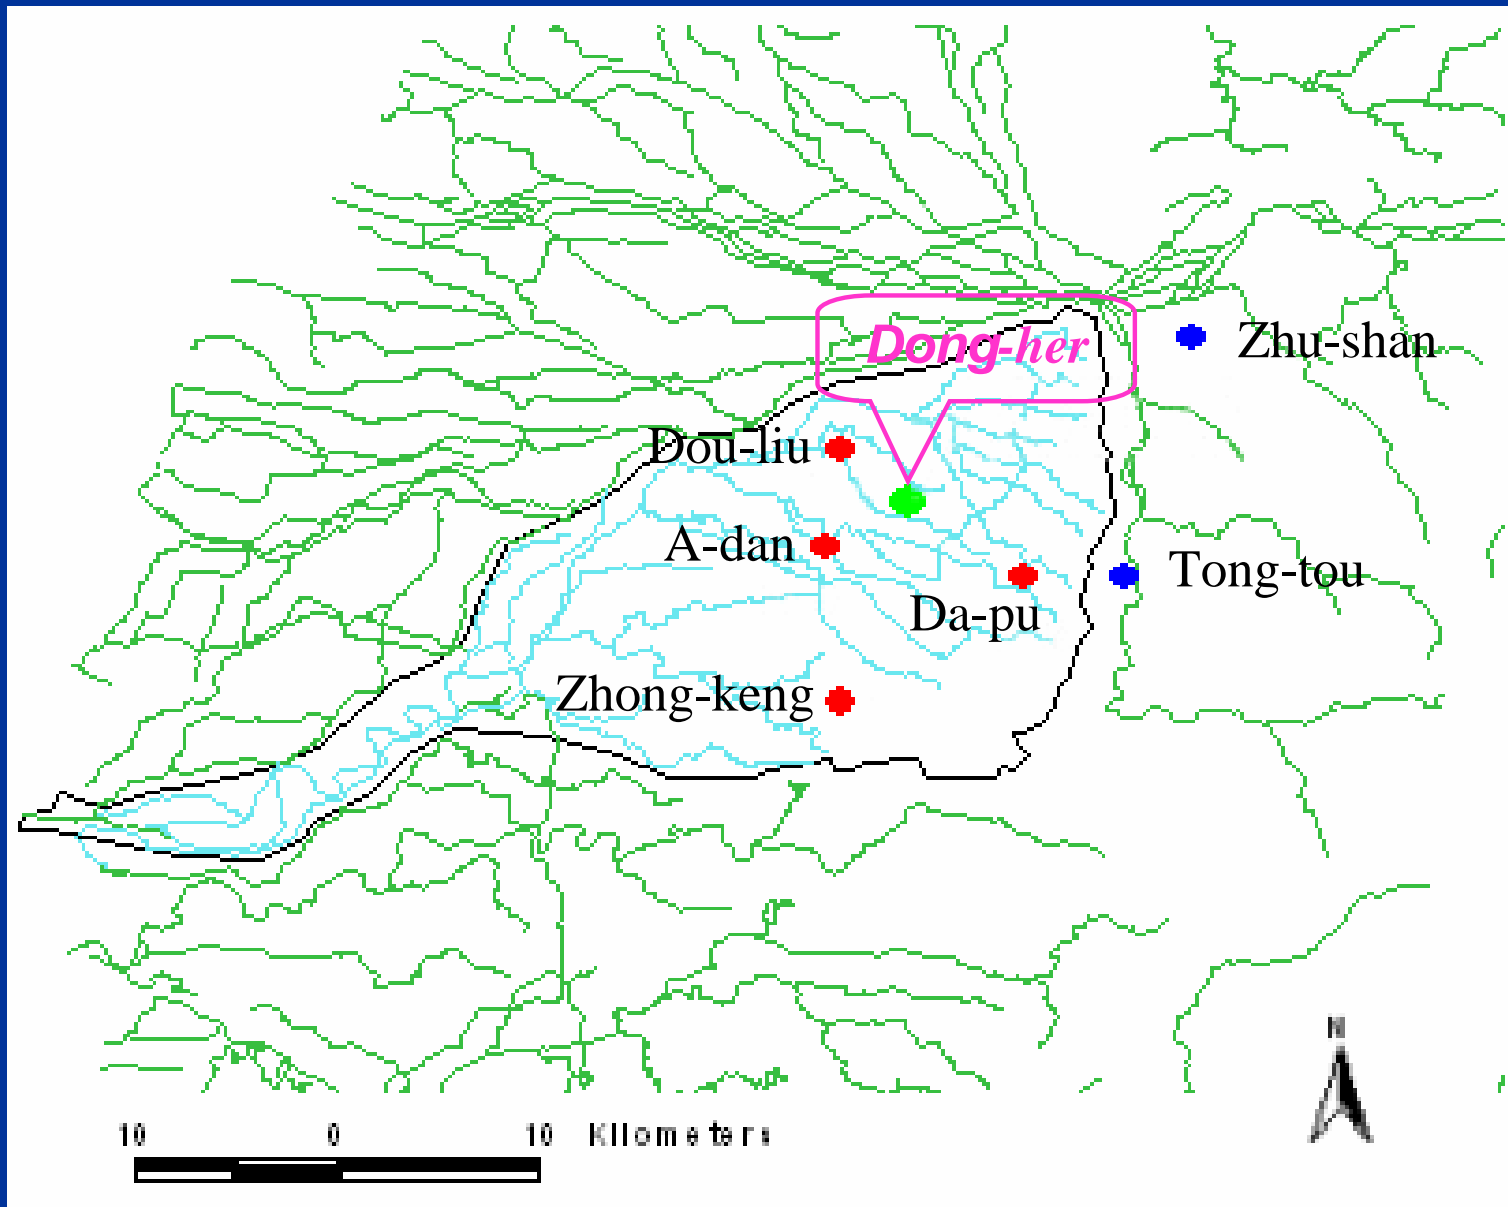 Dong-her
Zhu-shan
Dou-liu
A-dan
Tong-tou
Da-pu
Zhong-keng
N
10 0 10 Kilometers